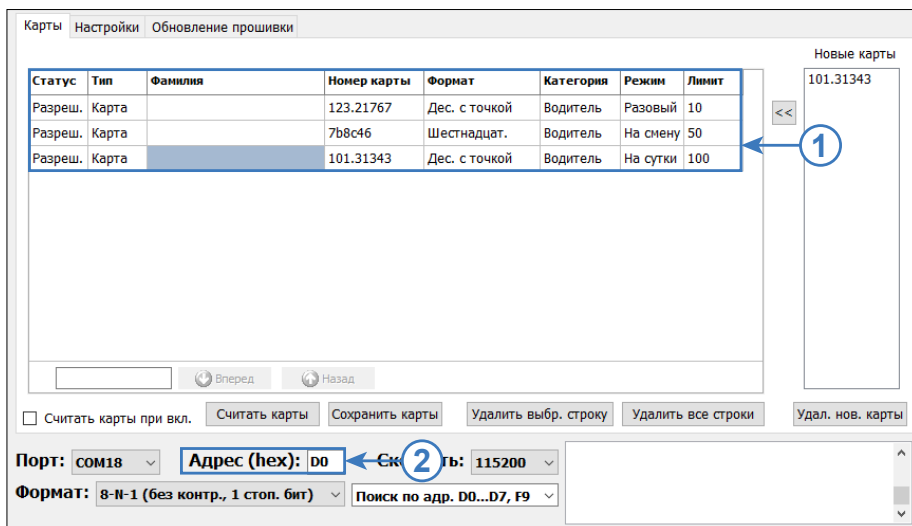 Карты Настройки Обновление прошивки
Новые карты
Статус Тип Фамилия Номер карты Формат Категория Режим Лимит
101.31343
Разреш. Карта 123.21767 Дес. с точкой Водитель Разовый 10
<<
Разреш. Карта 7b8c46 Шестнадцат. Водитель На смену 50
1
Разреш. Карта 101.31343 Дес. с точкой Водитель На сутки 100
Вперед Назад
Считать карты при вкл. Считать карты Сохранить карты Удалить выбр. строку Удалить все строки Удал. нов. карты
Порт: COM18 Адрес (hex): D0 2 115200
Формат: 8-N-1 (без контр., 1 стоп. бит) Поиск по адр. D0...D7, F9